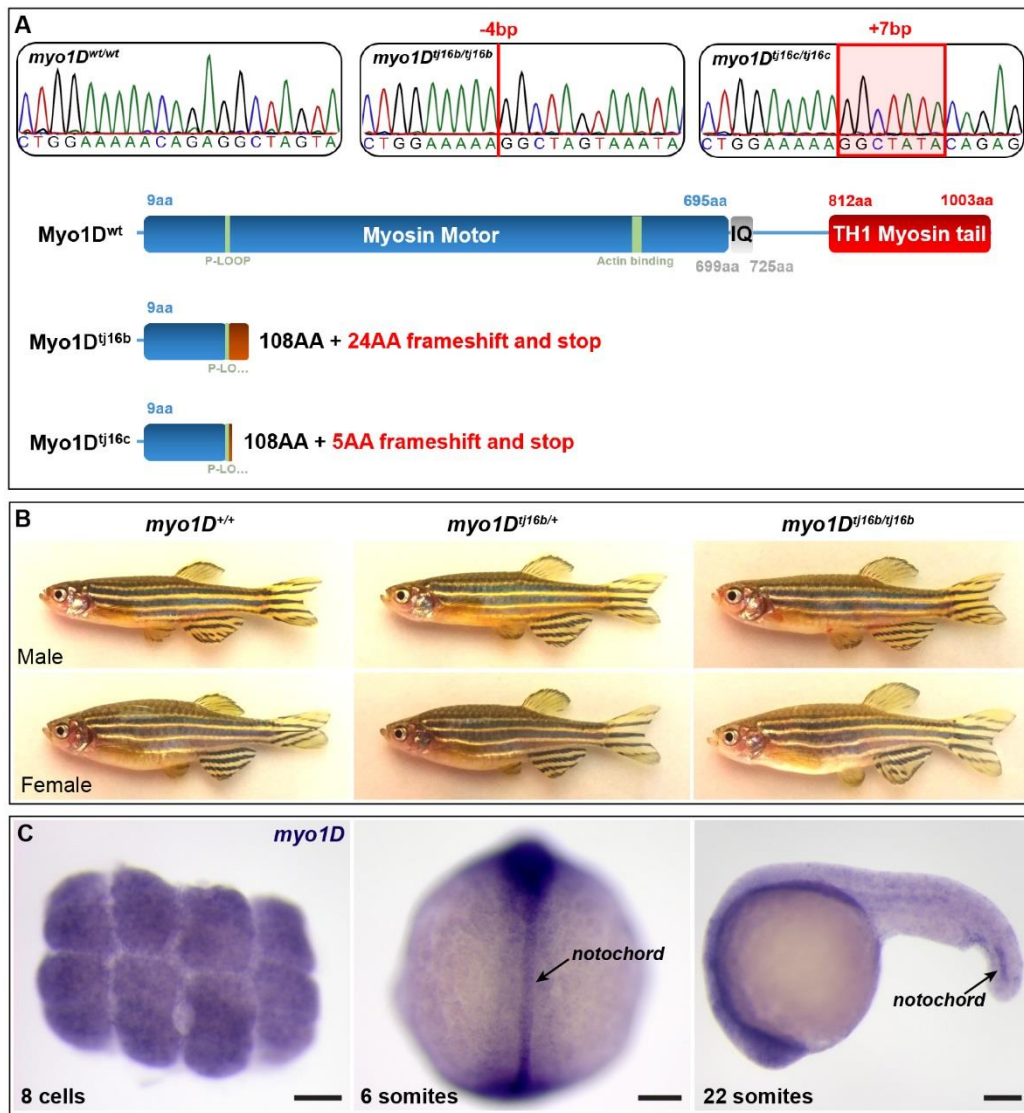 A
-4bp
+7bp
myo1D^wt/wt
myo1D^tj16b/tj16b
myo1D^tj16c/tj16c
CTGGAAAAACAGAGGCTAGTA
CTGGAAAAAGGCTAGTAAATA
CTGGAAAAAGGCTATACAGAG
9aa
695aa
812aa
1003aa
Myo1D^wt
Myosin Motor
IQ
TH1 Myosin tail
P-LOOP
Actin binding
699aa
725aa
9aa
Myo1D^tj16b
108AA + 24AA frameshift and stop
P-LO...
9aa
Myo1D^tj16c
108AA + 5AA frameshift and stop
P-LO...
B
myo1D^+/+
myo1D^tj16b/+
myo1D^tj16b/tj16b
Male
Female
C
myo1D
notochord
notochord
8 cells
6 somites
22 somites